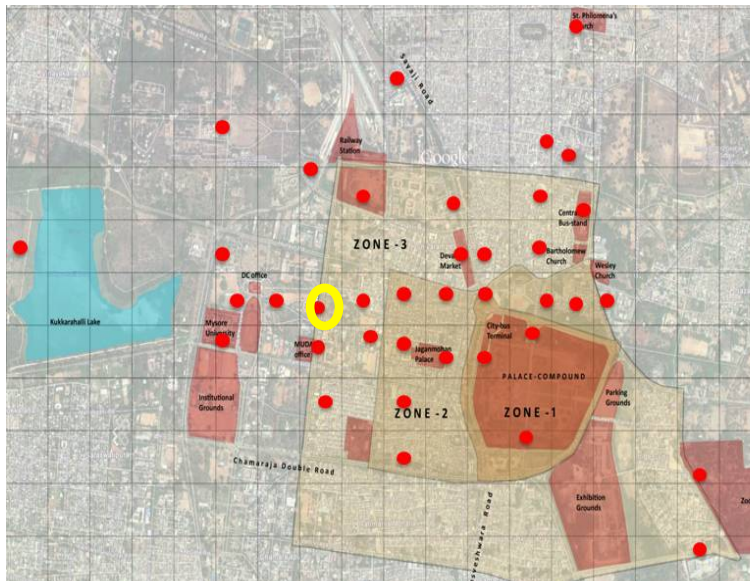 St. Philomena's
Church
Savaji Road
Railway
Station
Google
Central
Bus-stand
ZONE -3
Bartholomew
Church
Market
Wesley
Church
DC office
Kukkarahalli Lake
Mysore
University
City-bus
Terminal
MUDA
office
Jaganmohan
Palace
PALACE-COMPOUND
Institutional
Grounds
Parking
Grounds
ZONE -2
ZONE -1
Chamaraja Double Road
Exhibition
Grounds
Road